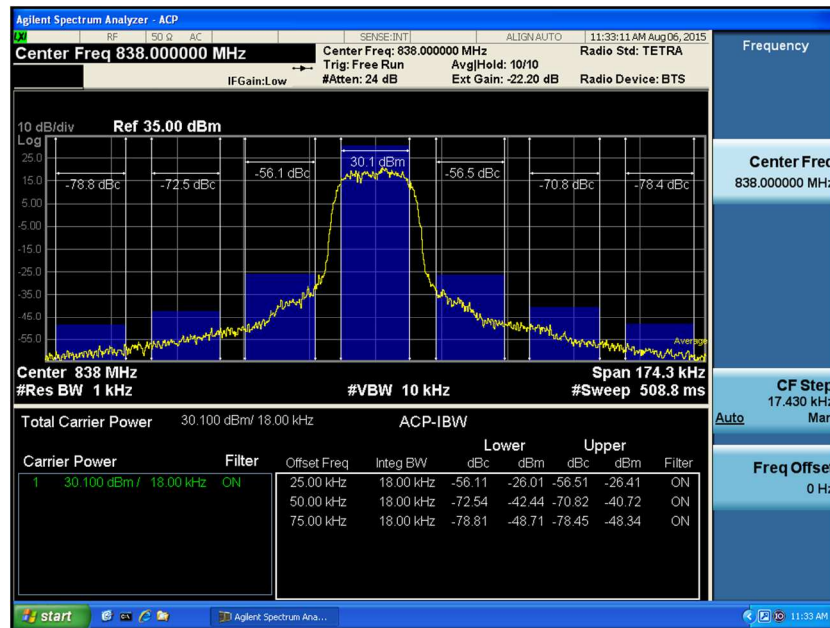 Agilent Spectrum Analyzer - ACP
LXI RF 50 Ω AC SENSE:INT ALIGN AUTO 11:33:11 AM Aug 06, 2015
Center Freq 838.000000 MHz
Center Freq: 838.000000 MHz Radio Std: TETRA
Trig: Free Run Avg|Hold: 10/10
IFGain:Low #Atten: 24 dB Ext Gain: -22.20 dB Radio Device: BTS
10 dB/div Ref 35.00 dBm
Log
25.0
15.0
5.00
-5.00
-15.0
-25.0
-35.0
-45.0
-55.0
-78.8 dBc -72.5 dBc -56.1 dBc 30.1 dBm -56.5 dBc -70.8 dBc -78.4 dBc
Average
Center 838 MHz Span 174.3 kHz
#Res BW 1 kHz #VBW 10 kHz #Sweep 508.8 ms
Total Carrier Power 30.100 dBm/ 18.00 kHz ACP-IBW
Lower Upper
Carrier Power Filter Offset Freq Integ BW dBc dBm dBc dBm Filter
1 30.100 dBm / 18.00 kHz ON 25.00 kHz 18.00 kHz -56.11 -26.01 -56.51 -26.41 ON
50.00 kHz 18.00 kHz -72.54 -42.44 -70.82 -40.72 ON
75.00 kHz 18.00 kHz -78.81 -48.71 -78.45 -48.34 ON
Frequency
Center Freq
838.000000 MHz
CF Step
17.430 kHz
Auto Man
Freq Offset
0 Hz
start Agilent Spectrum Ana... 11:33 AM